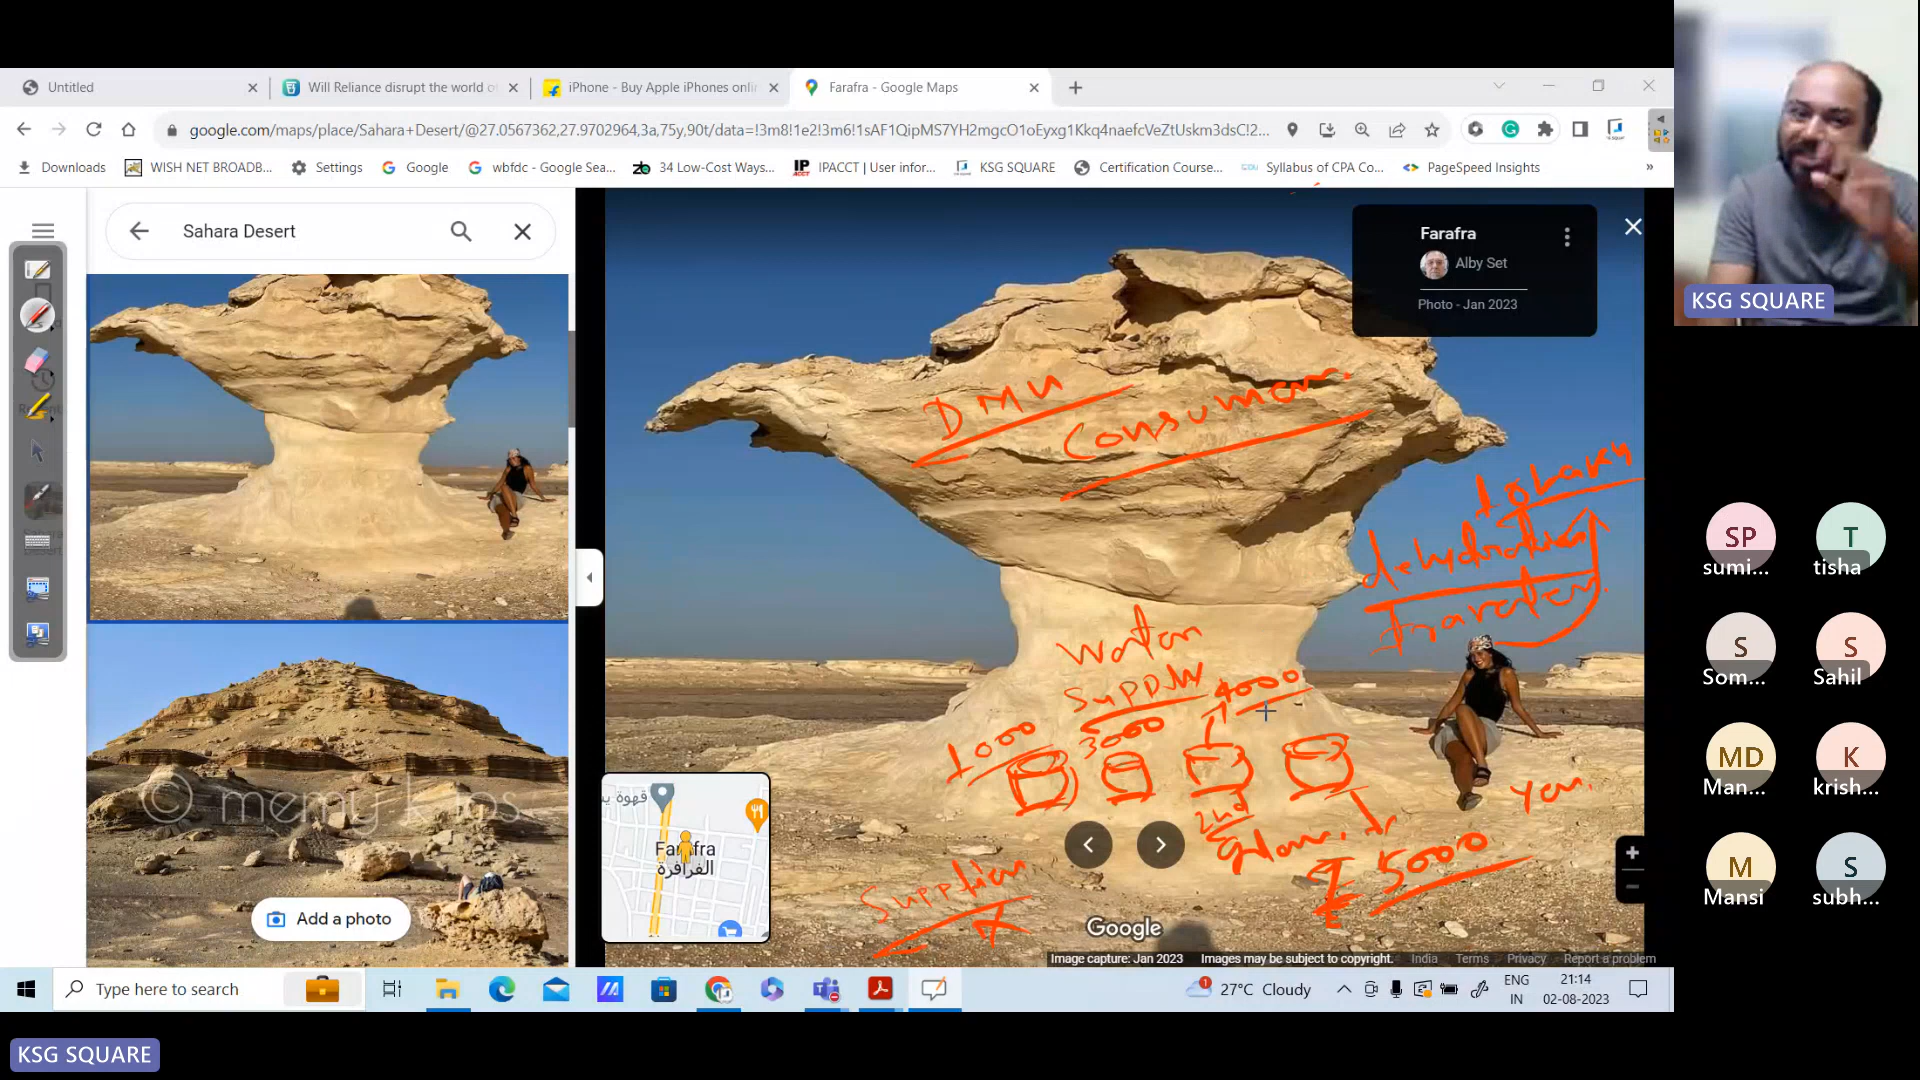 Untitled
Will Reliance disrupt the world o
iPhone - Buy Apple iPhones onli
Farafra - Google Maps
google.com/maps/place/Sahara+Desert/@27.0567362,27.9702964,3a,75y,90t/data=!3m8!1e2!3m6!1sAF1QipMS7YH2mgcO1oEyxg1Kkq4naefcVeZtUskm3dsC!2...
Downloads
WISH NET BROADB...
Settings
Google
wbfdc - Google Sea...
34 Low-Cost Ways...
IPACCT | User infor...
KSG SQUARE
Certification Course...
Syllabus of CPA Co...
PageSpeed Insights
»
Sahara Desert
Farafra
Alby Set
Photo - Jan 2023
KSG SQUARE
DMU
Consumer
dehydration
traveler
Water
Supply
4000
1000
3000
2nd
glam.
5000
You
© memy k
Add a photo
قهوة
Farafra
الفرافرة
Google
Image capture: Jan 2023
Images may be subject to copyright.
India
Terms
Privacy
Report a problem
SP
sumi...
T
tisha
S
Som...
S
Sahil
MD
Man...
K
krish...
M
Mansi
S
subh...
Type here to search
27°C Cloudy
ENG
IN
21:14
02-08-2023
KSG SQUARE